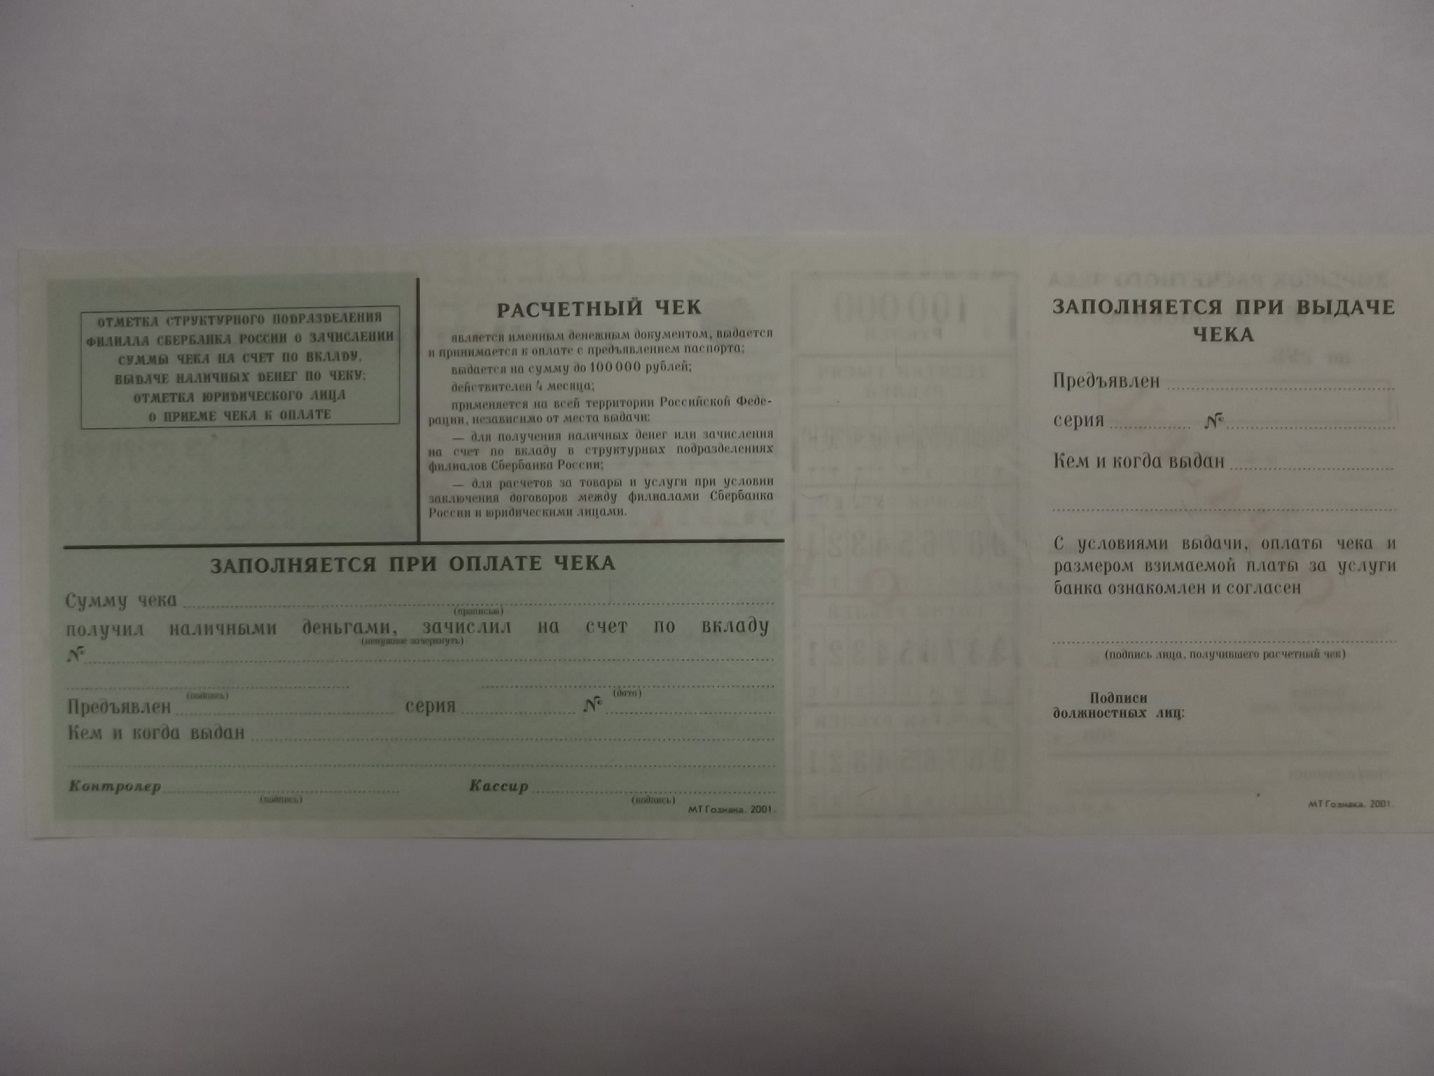 ОТМЕТКА СТРУКТУРНОГО ПОДРАЗДЕЛЕНИЯ
ФИЛИАЛА СБЕРБАНКА РОССИИ О ЗАЧИСЛЕНИИ
СУММЫ ЧЕКА НА СЧЕТ ПО ВКЛАДУ,
ВЫДАЧЕ НАЛИЧНЫХ ДЕНЕГ ПО ЧЕКУ;
ОТМЕТКА ЮРИДИЧЕСКОГО ЛИЦА
О ПРИЕМЕ ЧЕКА К ОПЛАТЕ
РАСЧЕТНЫЙ ЧЕК
является именным денежным документом, выдается
и принимается к оплате с предъявлением паспорта;
выдается на сумму до 100 000 рублей;
действителен 4 месяца;
применяется на всей территории Российской Феде-
рации, независимо от места выдачи:
— для получения наличных денег или зачисления
на счет по вкладу в структурных подразделениях
филиалов Сбербанка России;
— для расчетов за товары и услуги при условии
заключения договоров между филиалами Сбербанка
России и юридическими лицами.
ЗАПОЛНЯЕТСЯ ПРИ ОПЛАТЕ ЧЕКА
Сумму чека
(прописью)
получил наличными деньгами, зачислил на счет по вкладу
(ненужное зачеркнуть)
№
(подпись) (дата)
Предъявлен серия №
Кем и когда выдан
Контролер Кассир
(подпись) (подпись)
МТ Гознака. 2001.
ЗАПОЛНЯЕТСЯ ПРИ ВЫДАЧЕ
ЧЕКА
Предъявлен
серия №
Кем и когда выдан
С условиями выдачи, оплаты чека и
размером взимаемой платы за услуги
банка ознакомлен и согласен
(подпись лица, получившего расчетный чек)
Подписи
должностных лиц:
МТ Гознака. 2001.